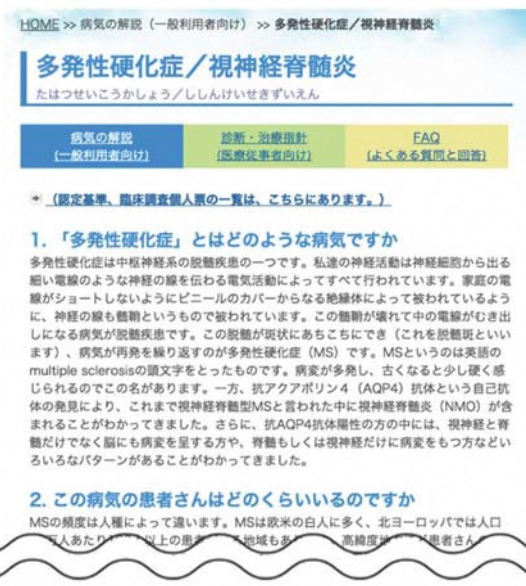 HOME >> 病気の解説（一般利用者向け） >> 多発性硬化症／視神経脊髄炎
多発性硬化症／視神経脊髄炎
たはつせいこうかしょう／ししんけいせきずいえん
病気の解説
（一般利用者向け）
診断・治療指針
（医療従事者向け）
FAQ
（よくある質問と回答）
（認定基準、臨床調査個人票の一覧は、こちらにあります。）
1. 「多発性硬化症」とはどのような病気ですか
多発性硬化症は中枢神経系の脱髄疾患の一つです。私達の神経活動は神経細胞から出る
細い電線のような神経の線を伝わる電気活動によってすべて行われています。家庭の電
線がショートしないようにビニールのカバーからなる絶縁体によって被われているよう
に、神経の線も髄鞘というもので被われています。この髄鞘が壊れて中の電線がむき出
しになる病気が脱髄疾患です。この脱髄が斑状にあちこちにでき（これを脱髄斑といい
ます）、病気が再発を繰り返すのが多発性硬化症（MS）です。MSというのは英語の
multiple sclerosisの頭文字をとったものです。病変が多発し、古くなると少し硬く感
じられるのでこの名があります。一方、抗アクアポリン４（AQP4）抗体という自己抗
体の発見により、これまで視神経脊髄型MSと言われた中に視神経脊髄炎（NMO）が含
まれることがわかってきました。さらに、抗AQP4抗体陽性の方の中には、視神経と脊
髄だけでなく脳にも病変を呈する方や、脊髄もしくは視神経だけに病変をもつ方などい
ろいろなパターンがあることがわかってきました。
2. この病気の患者さんはどのくらいいるのですか
MSの頻度は人種によって違います。MSは欧米の白人に多く、北ヨーロッパでは人口
万人あたり 以上の患 地域もあ 高緯度地 患者さん